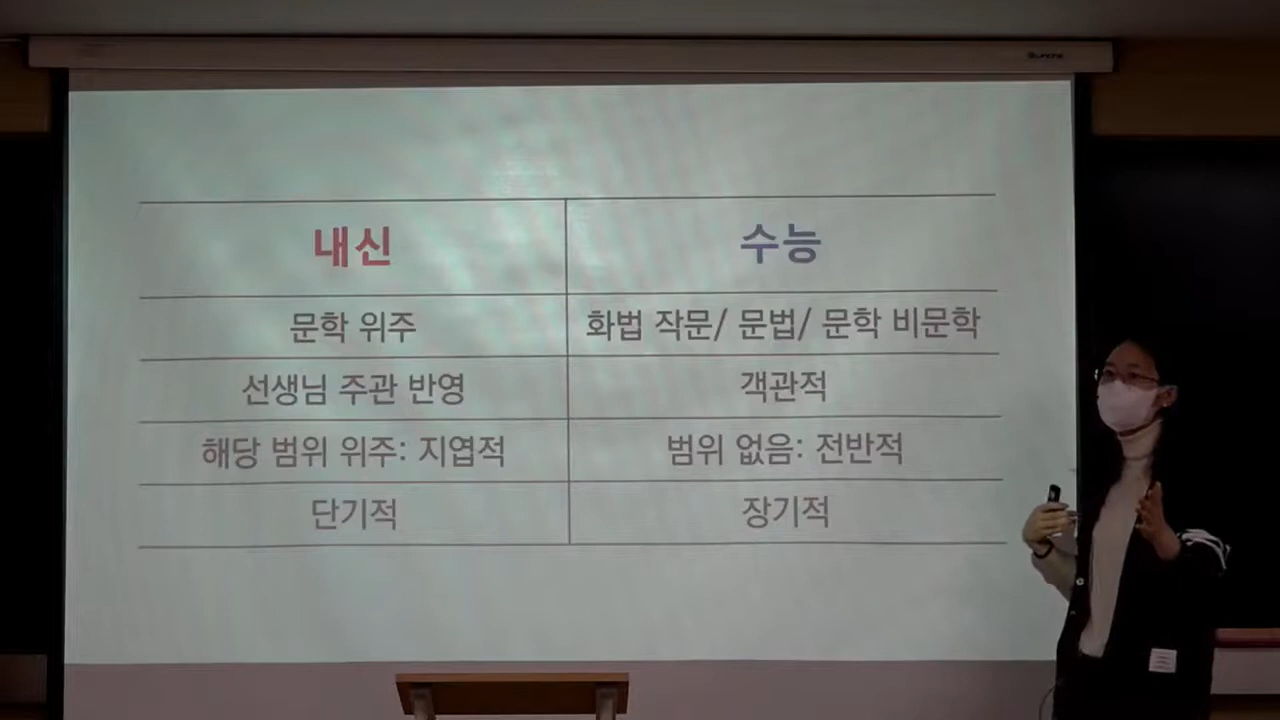 내신 수능
문학 위주 화법 작문/ 문법/ 문학 비문학
선생님 주관 반영 객관적
해당 범위 위주: 지엽적 범위 없음: 전반적
단기적 장기적